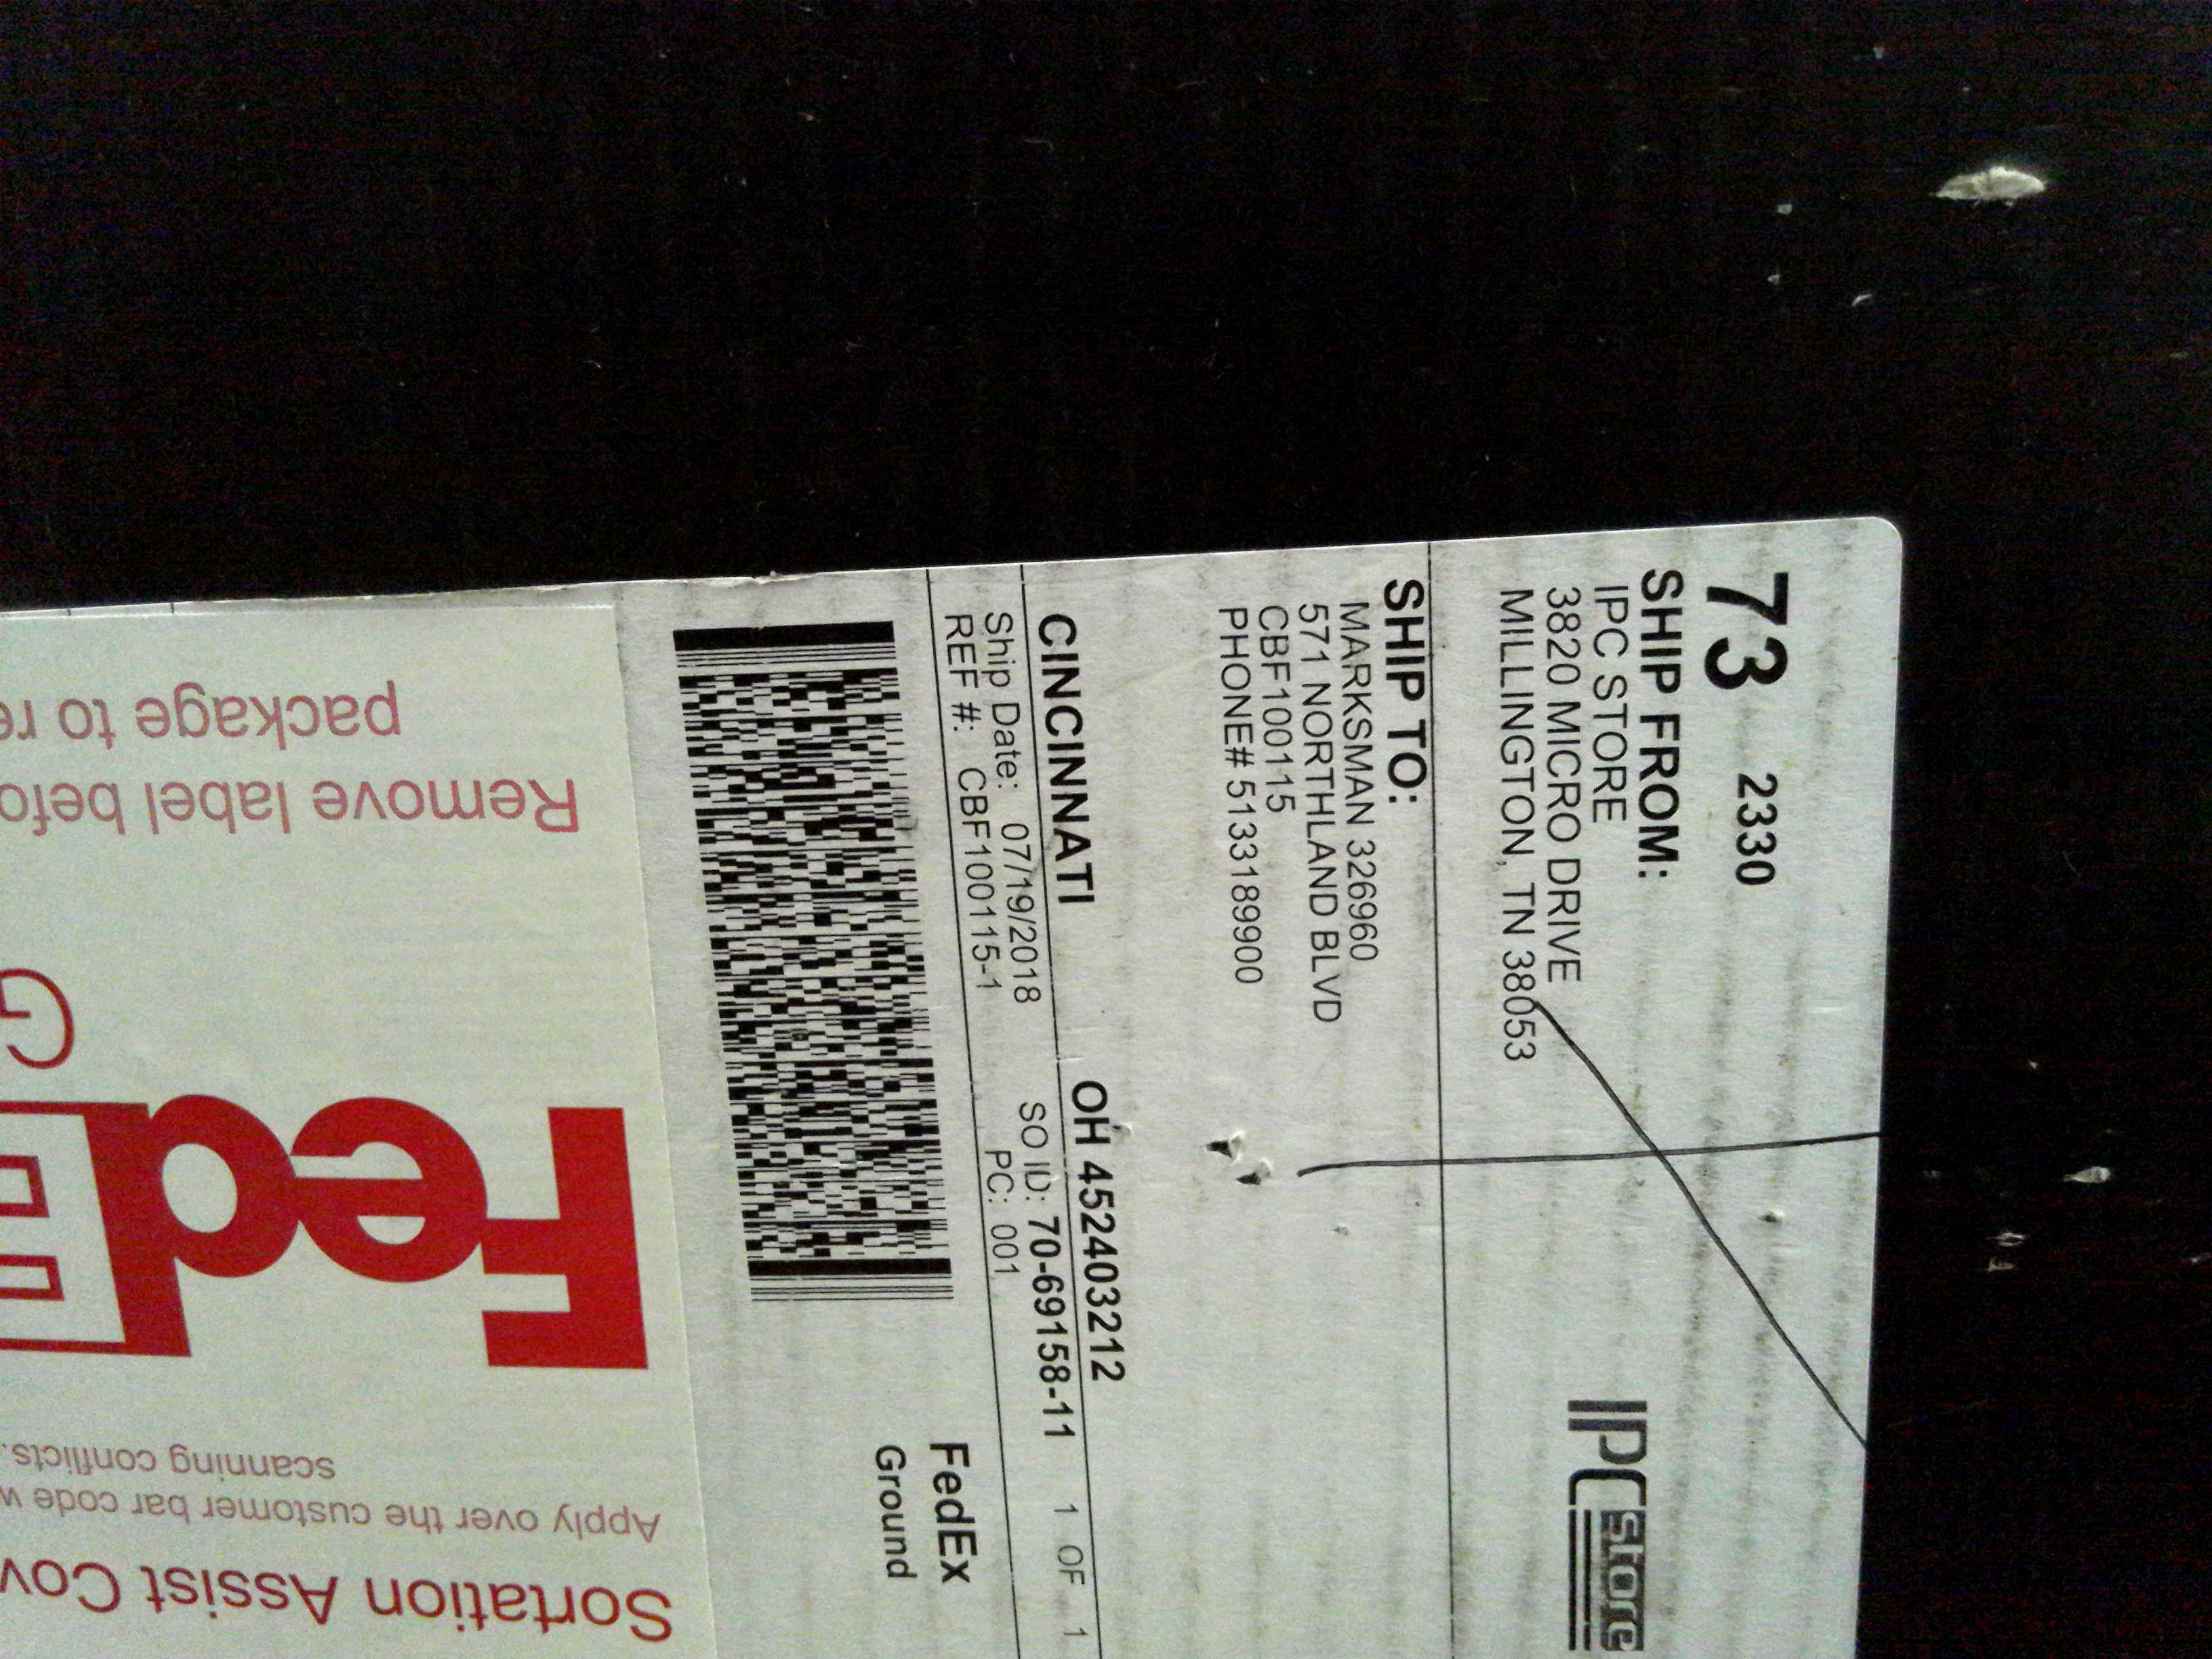 73 2330
SHIP FROM:
IPC STORE
3820 MICRO DRIVE
MILLINGTON, TN 38053
IPC store
SHIP TO:
MARKSMAN 326960
571 NORTHLAND BLVD
CBF100115
PHONE# 5133189900
CINCINNATI OH 452403212
Ship Date: 07/19/2018 SO ID: 70-69158-11 1 OF 1
REF #: CBF100115-1 PC: 001
FedEx
Ground
Sortation Assist Cov
Apply over the customer bar code w
scanning conflicts.
FedE
G
Remove label befo
package to re